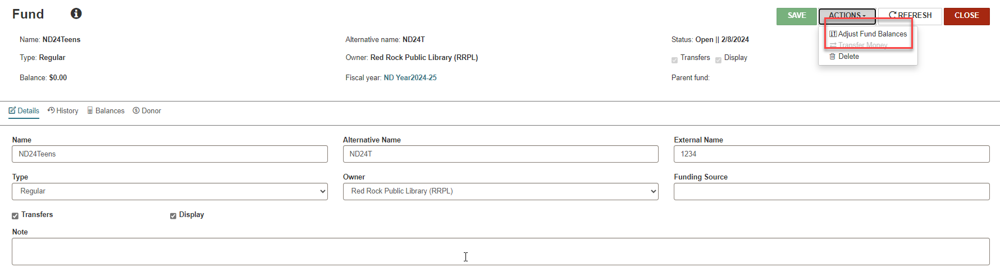 Fund
SAVE ACTIONS REFRESH CLOSE
Adjust Fund Balances
Transfer Money
Delete
Name: ND24Teens Alternative name: ND24T Status: Open || 2/8/2024
Type: Regular Owner: Red Rock Public Library (RRPL) Transfers Display
Balance: $0.00 Fiscal year: ND Year2024-25 Parent fund:
Details History Balances Donor
Name Alternative Name External Name
ND24Teens ND24T 1234
Type Owner Funding Source
Regular Red Rock Public Library (RRPL)
Transfers Display
Note